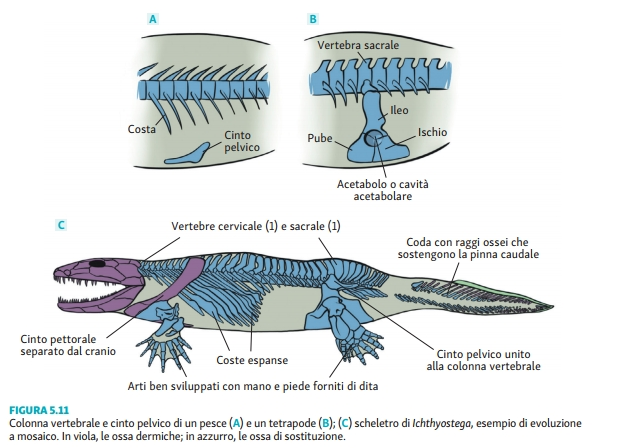 A
B
Vertebra sacrale
Ileo
Costa
Cinto
pelvico
Pube
Ischio
Acetabolo o cavità
acetabolare
C
Vertebre cervicale (1) e sacrale (1)
Coda con raggi ossei che
sostengono la pinna caudale
Cinto pettorale
separato dal cranio
Coste espanse
Cinto pelvico unito
alla colonna vertebrale
Arti ben sviluppati con mano e piede forniti di dita
FIGURA 5.11
Colonna vertebrale e cinto pelvico di un pesce (A) e un tetrapode (B); (C) scheletro di Ichthyostega, esempio di evoluzione
a mosaico. In viola, le ossa dermiche; in azzurro, le ossa di sostituzione.